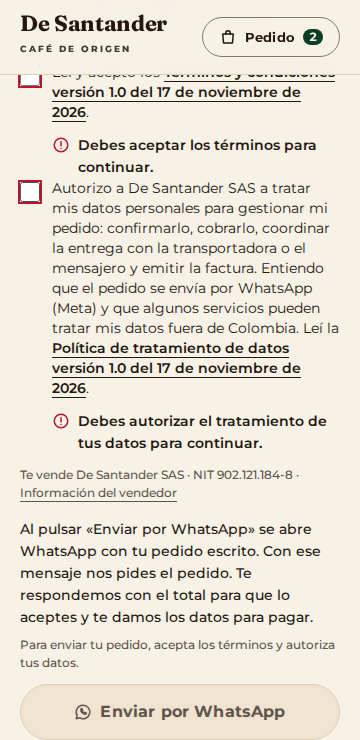 De Santander
CAFÉ DE ORIGEN
Pedido 2
Leí y acepto los Términos y condiciones
versión 1.0 del 17 de noviembre de
2026.
Debes aceptar los términos para
continuar.
Autorizo a De Santander SAS a tratar
mis datos personales para gestionar mi
pedido: confirmarlo, cobrarlo, coordinar
la entrega con la transportadora o el
mensajero y emitir la factura. Entiendo
que el pedido se envía por WhatsApp
(Meta) y que algunos servicios pueden
tratar mis datos fuera de Colombia. Leí la
Política de tratamiento de datos
versión 1.0 del 17 de noviembre de
2026.
Debes autorizar el tratamiento de
tus datos para continuar.
Te vende De Santander SAS · NIT 902.121.184-8 ·
Información del vendedor
Al pulsar «Enviar por WhatsApp» se abre
WhatsApp con tu pedido escrito. Con ese
mensaje nos pides el pedido. Te
respondemos con el total para que lo
aceptes y te damos los datos para pagar.
Para enviar tu pedido, acepta los términos y autoriza
tus datos.
Enviar por WhatsApp